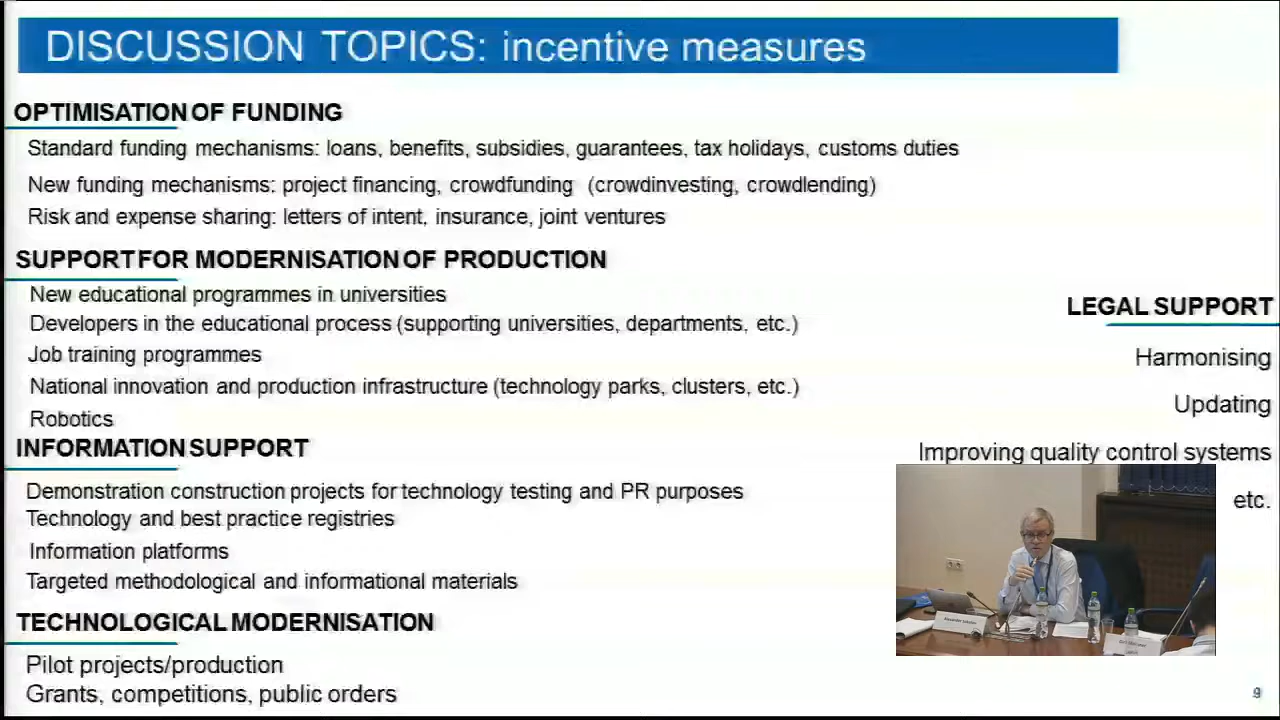 DISCUSSION TOPICS: incentive measures
OPTIMISATION OF FUNDING
Standard funding mechanisms: loans, benefits, subsidies, guarantees, tax holidays, customs duties
New funding mechanisms: project financing, crowdfunding (crowdinvesting, crowdlending)
Risk and expense sharing: letters of intent, insurance, joint ventures
SUPPORT FOR MODERNISATION OF PRODUCTION
New educational programmes in universities
Developers in the educational process (supporting universities, departments, etc.)
Job training programmes
National innovation and production infrastructure (technology parks, clusters, etc.)
Robotics
INFORMATION SUPPORT
Demonstration construction projects for technology testing and PR purposes
Technology and best practice registries
Information platforms
Targeted methodological and informational materials
TECHNOLOGICAL MODERNISATION
Pilot projects/production
Grants, competitions, public orders
LEGAL SUPPORT
Harmonising
Updating
Improving quality control systems
etc.
Alexander
9